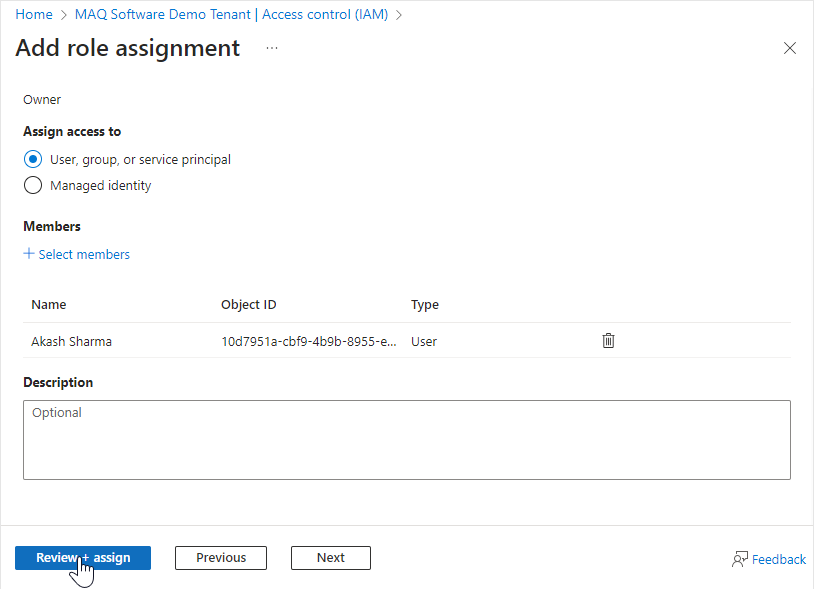 Home > MAQ Software Demo Tenant | Access control (IAM) >
Add role assignment ...
Owner
Assign access to
User, group, or service principal
Managed identity
Members
+ Select members
Name Object ID Type
Akash Sharma 10d7951a-cbf9-4b9b-8955-e... User
Description
Optional
Review + assign Previous Next Feedback